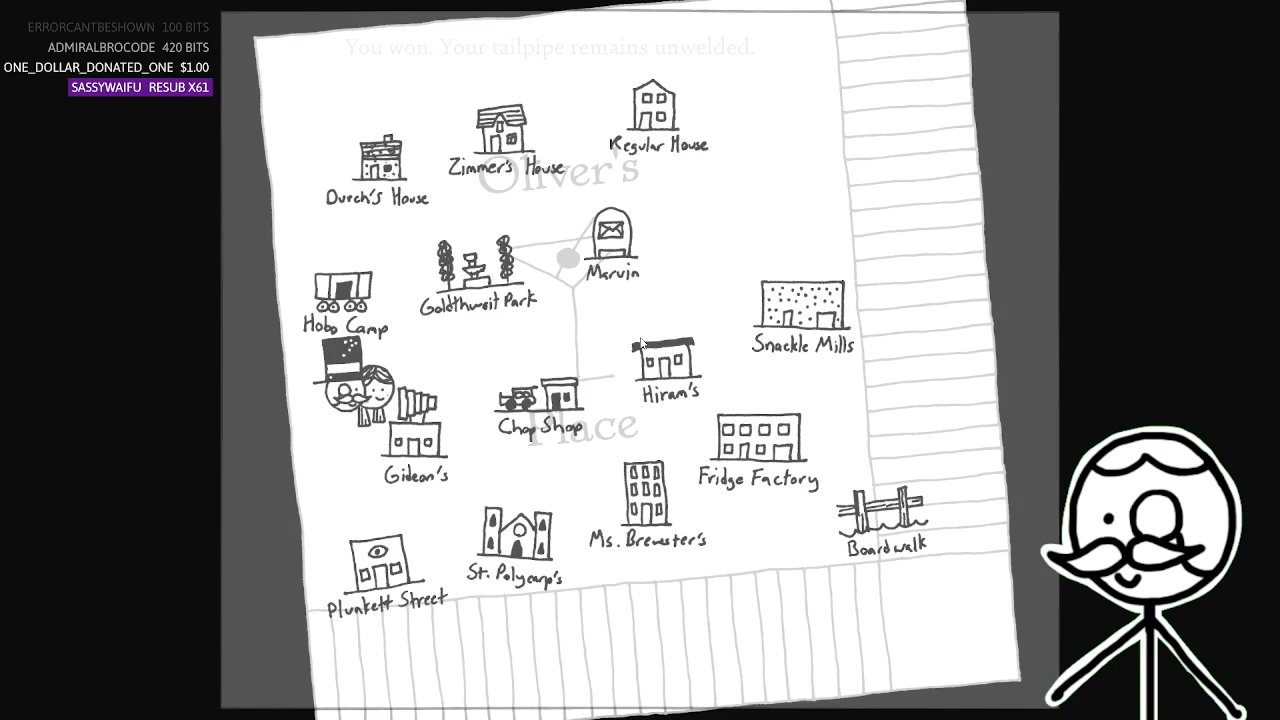 ERRORCANTBESHOWN 100 BITS
ADMIRALBROCODE 420 BITS
ONE_DOLLAR_DONATED_ONE $1.00
SASSYWAIFU RESUB X61
You won. Your tailpipe remains unwelded.
Regular House
Zimmer's House
Oliver's
Durch's House
Marvin
Goldthwait Park
Hobo Camp
Snackle Mills
Hiram's
Chop Shop
Place
Gideon's
Fridge Factory
Ms. Brewster's
Boardwalk
St. Polycarp's
Plunkett Street